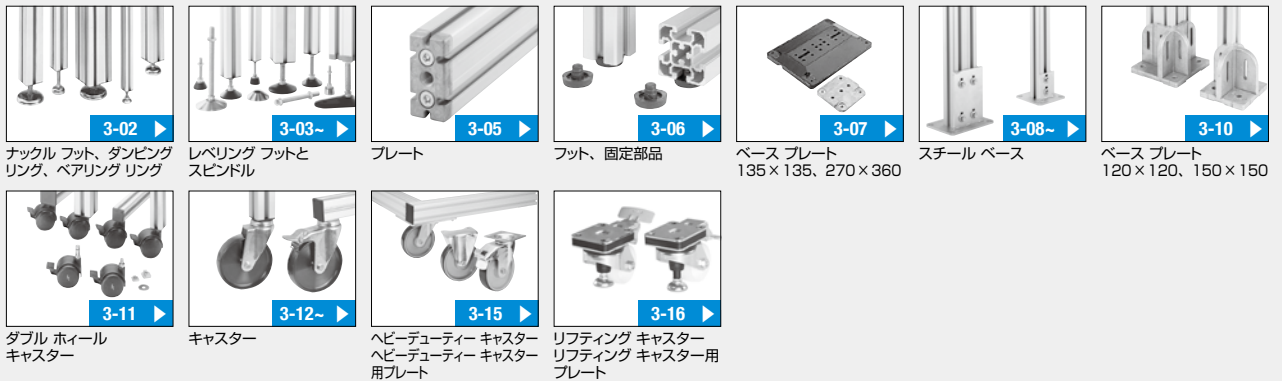 3-02
ナックル フット、ダンピング
リング、ベアリング リング
3-03~
レベリング フットと
スピンドル
3-05
プレート
3-06
フット、固定部品
3-07
ベース プレート
135×135、270×360
3-08~
スチール ベース
3-10
ベース プレート
120×120、150×150
3-11
ダブル ホィール
キャスター
3-12~
キャスター
3-15
ヘビーデューティー キャスター
ヘビーデューティー キャスター
用プレート
3-16
リフティング キャスター
リフティング キャスター用
プレート